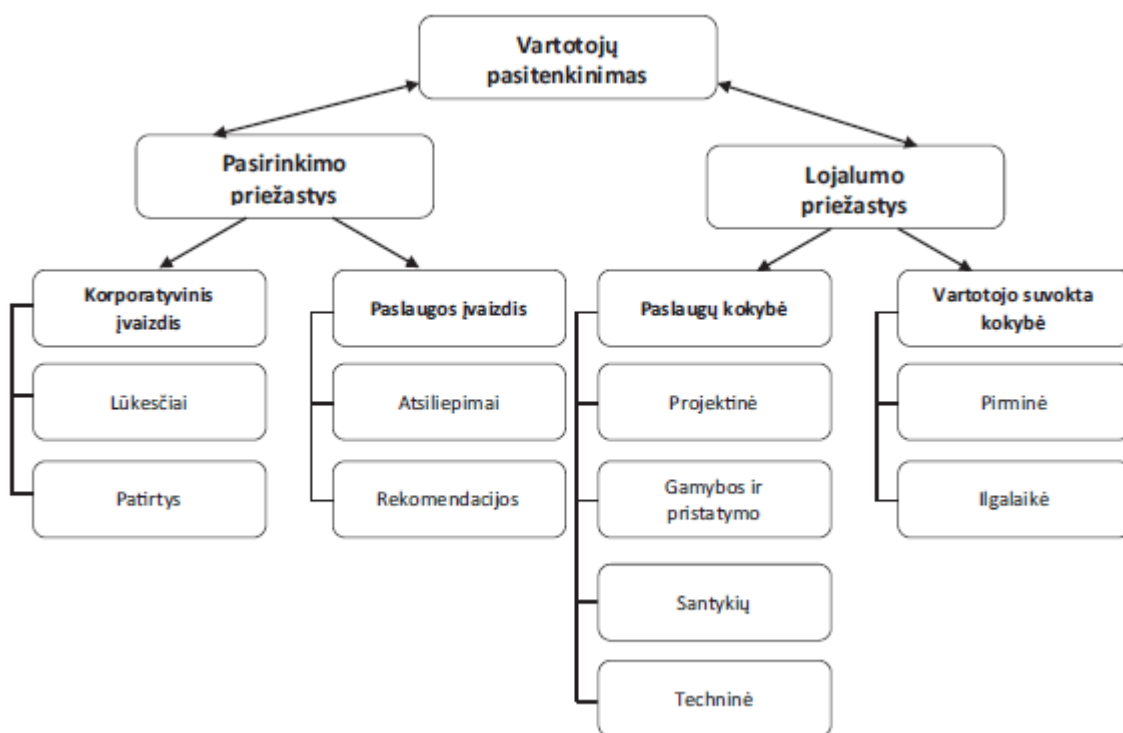 Vartotojų
pasitenkinimas
Pasirinkimo
priežastys
Lojalumo
priežastys
Korporatyvinis
įvaizdis
Paslaugos įvaizdis
Paslaugų kokybė
Vartotojo suvokta
kokybė
Lūkesčiai
Atsiliepimai
Projektinė
Pirminė
Patirtys
Rekomendacijos
Gamybos ir
pristatymo
Ilgalaikė
Santykių
Techninė